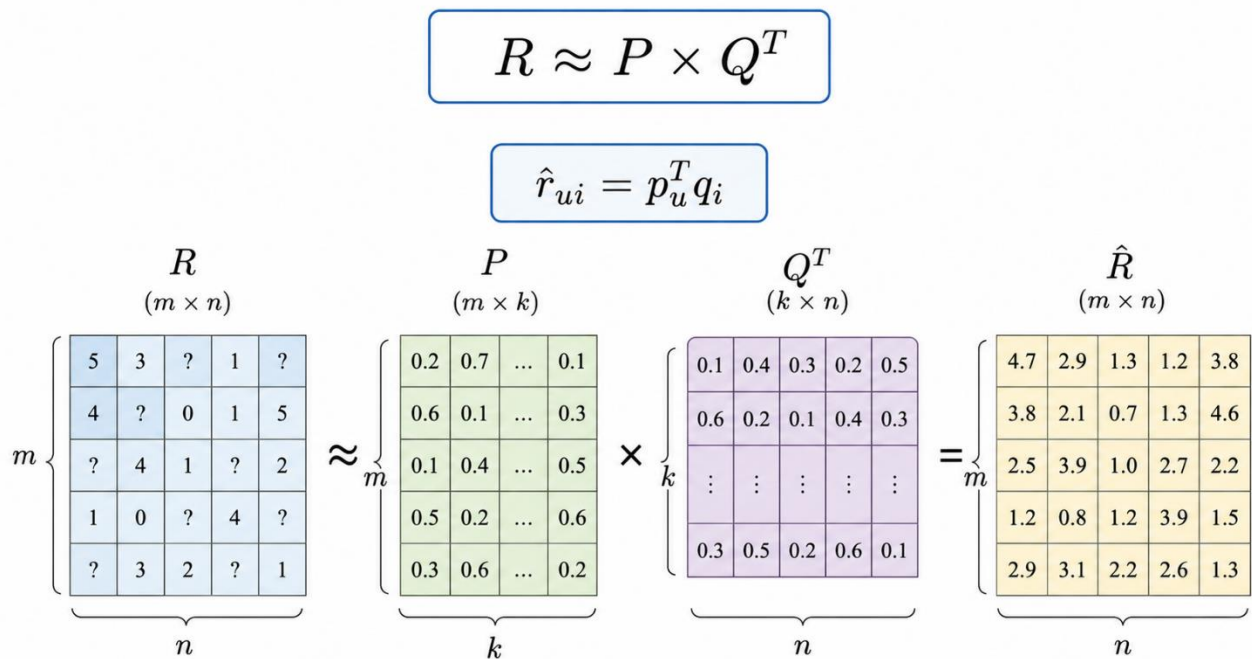 R ≈ P × Q^T
r̂_{ui} = p_u^T q_i
R P Q^T R̂
(m × n) (m × k) (k × n) (m × n)
5 3 ? 1 ? 0.2 0.7 ... 0.1 0.1 0.4 0.3 0.2 0.5 4.7 2.9 1.3 1.2 3.8
4 ? 0 1 5 0.6 0.1 ... 0.3 0.6 0.2 0.1 0.4 0.3 3.8 2.1 0.7 1.3 4.6
m ? 4 1 ? 2 ≈ m 0.1 0.4 ... 0.5 × k ⋮ ⋮ ⋮ ⋮ ⋮ = m 2.5 3.9 1.0 2.7 2.2
1 0 ? 4 ? 0.5 0.2 ... 0.6 1.2 0.8 1.2 3.9 1.5
? 3 2 ? 1 0.3 0.6 ... 0.2 0.3 0.5 0.2 0.6 0.1 2.9 3.1 2.2 2.6 1.3
n k n n